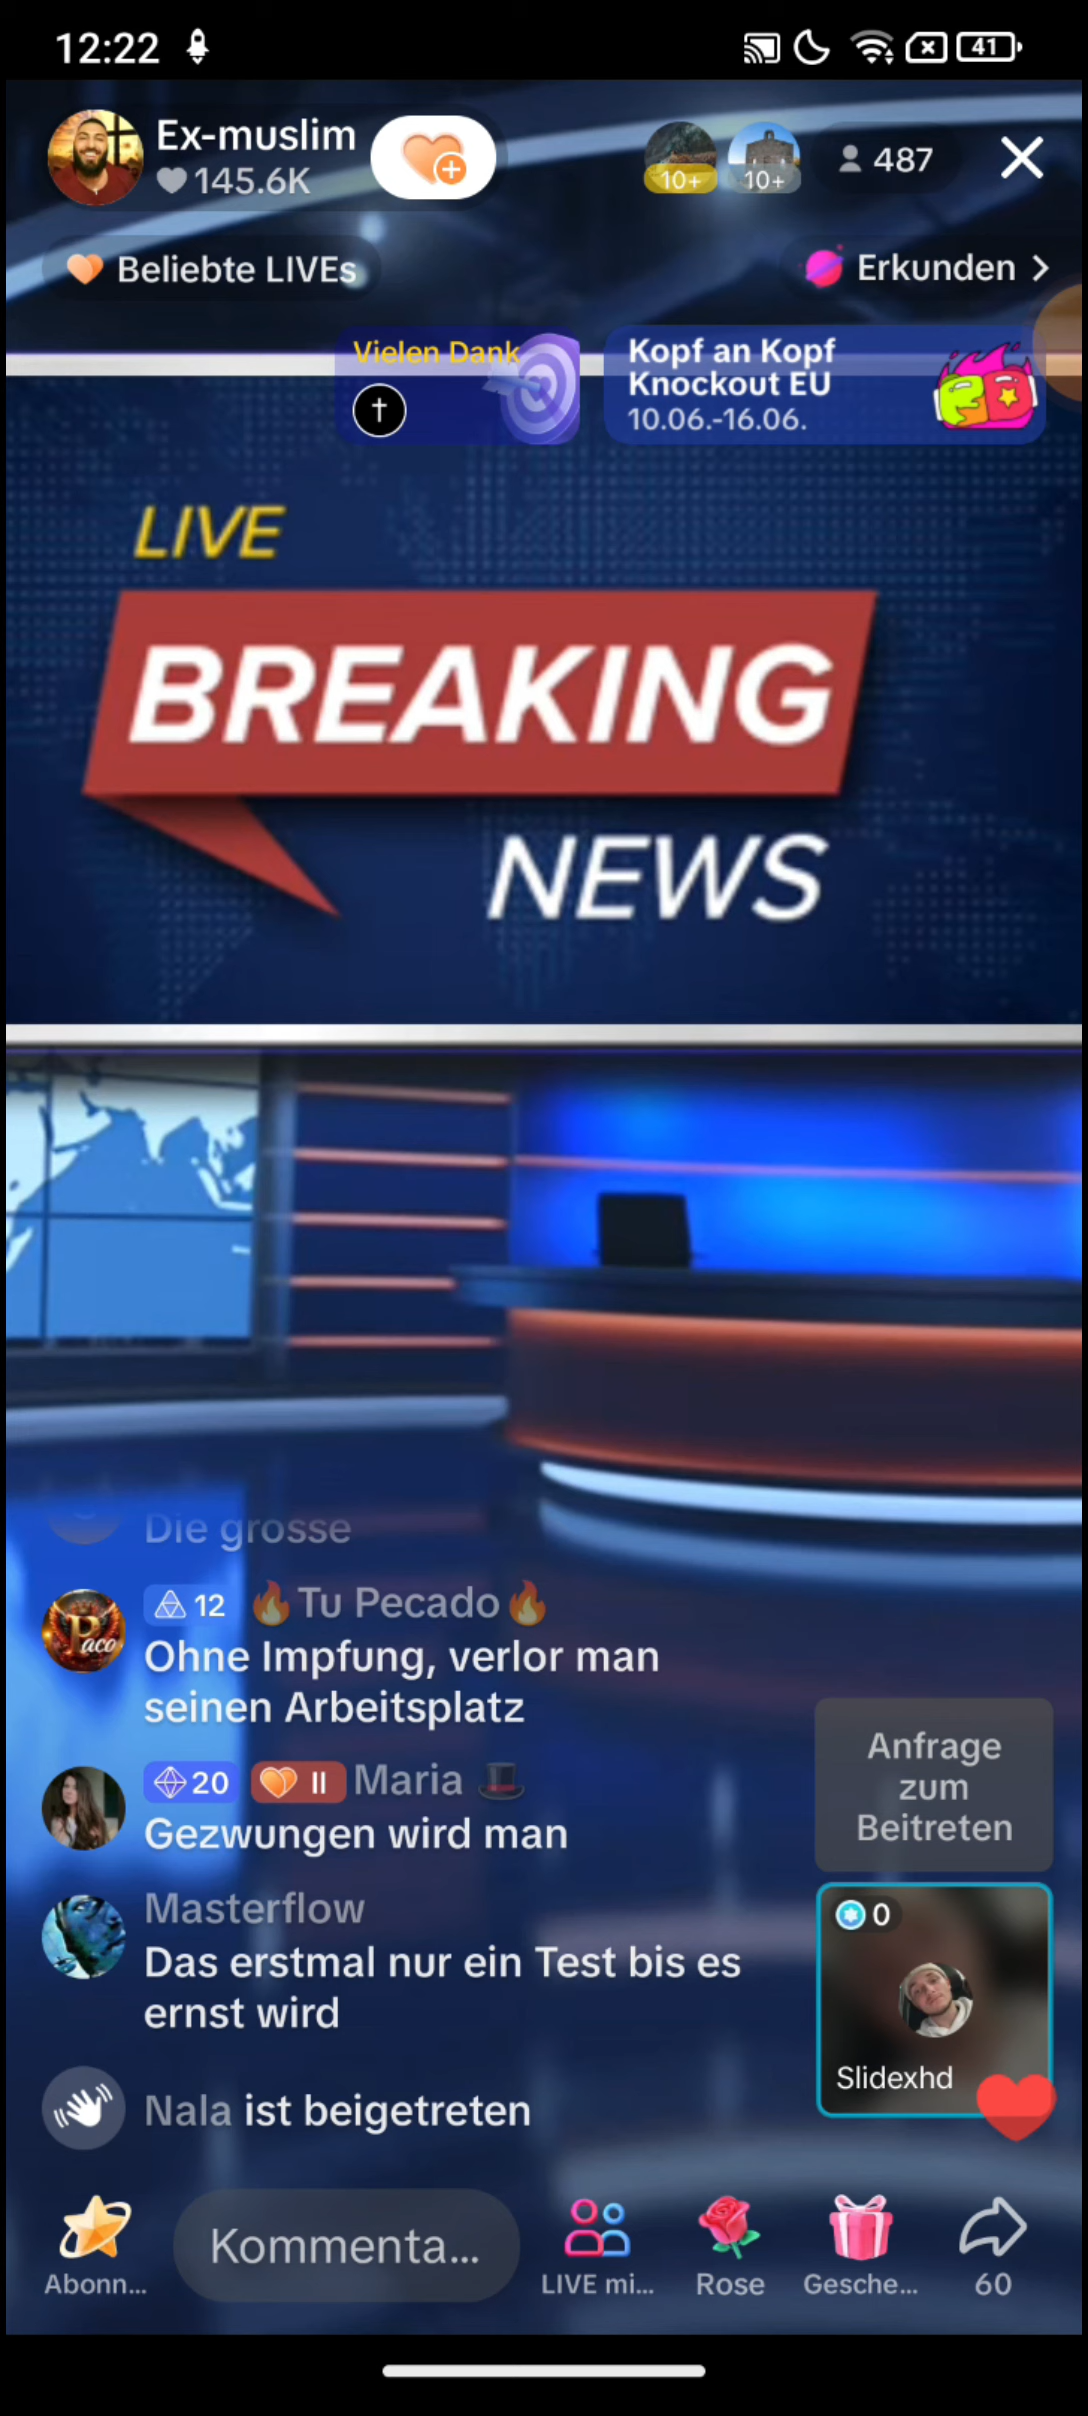 12:22
41
Ex-muslim
145.6K
10+
10+
487
Beliebte LIVEs
Erkunden >
Vielen Dank
Kopf an Kopf
Knockout EU
10.06.-16.06.
LIVE
BREAKING
NEWS
Die grosse
12 🔥Tu Pecado🔥
Paco
Ohne Impfung, verlor man
seinen Arbeitsplatz
20 II Maria 🎩
Gezwungen wird man
Masterflow
Das erstmal nur ein Test bis es
ernst wird
Nala ist beigetreten
Anfrage
zum
Beitreten
0
Slidexhd
Abonn...
Kommenta...
LIVE mi...
Rose
Gesche...
60